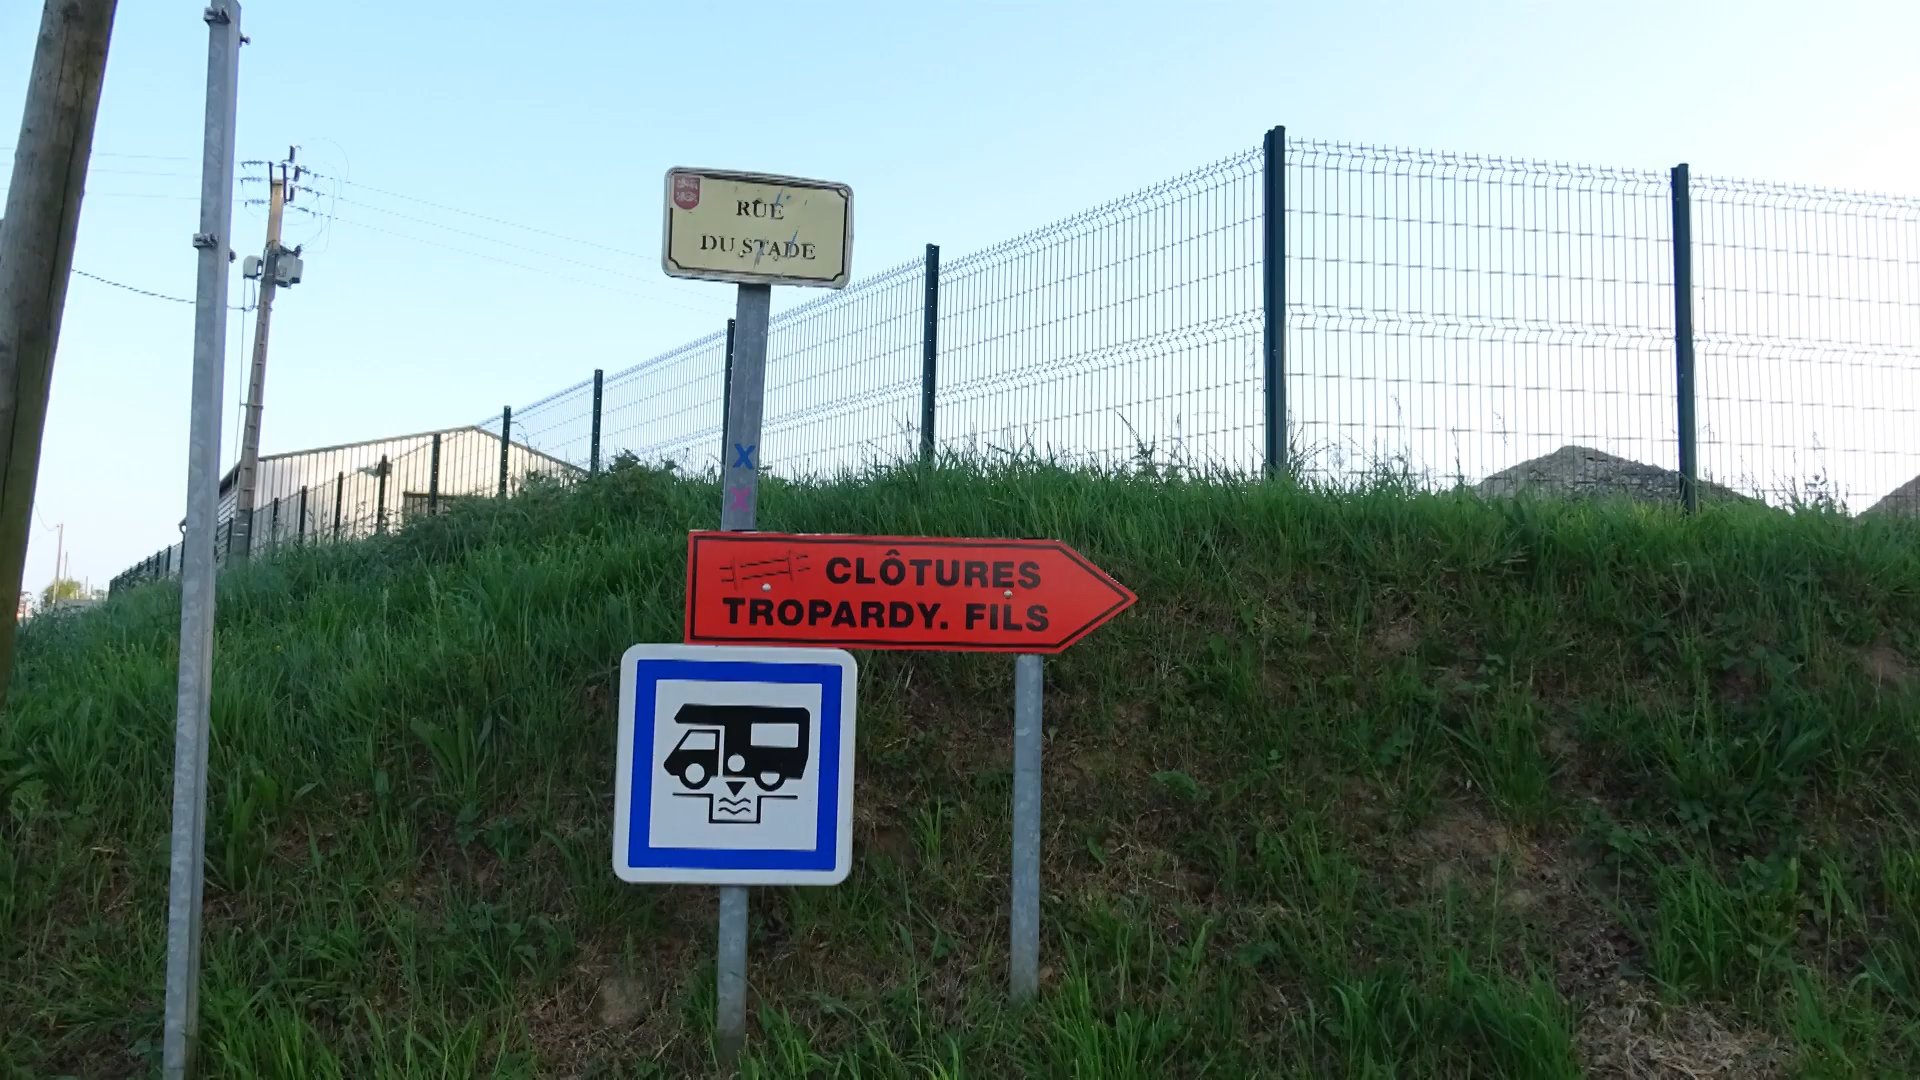 RUE
DU STADE
X
X
CLÔTURES
TROPARDY. FILS